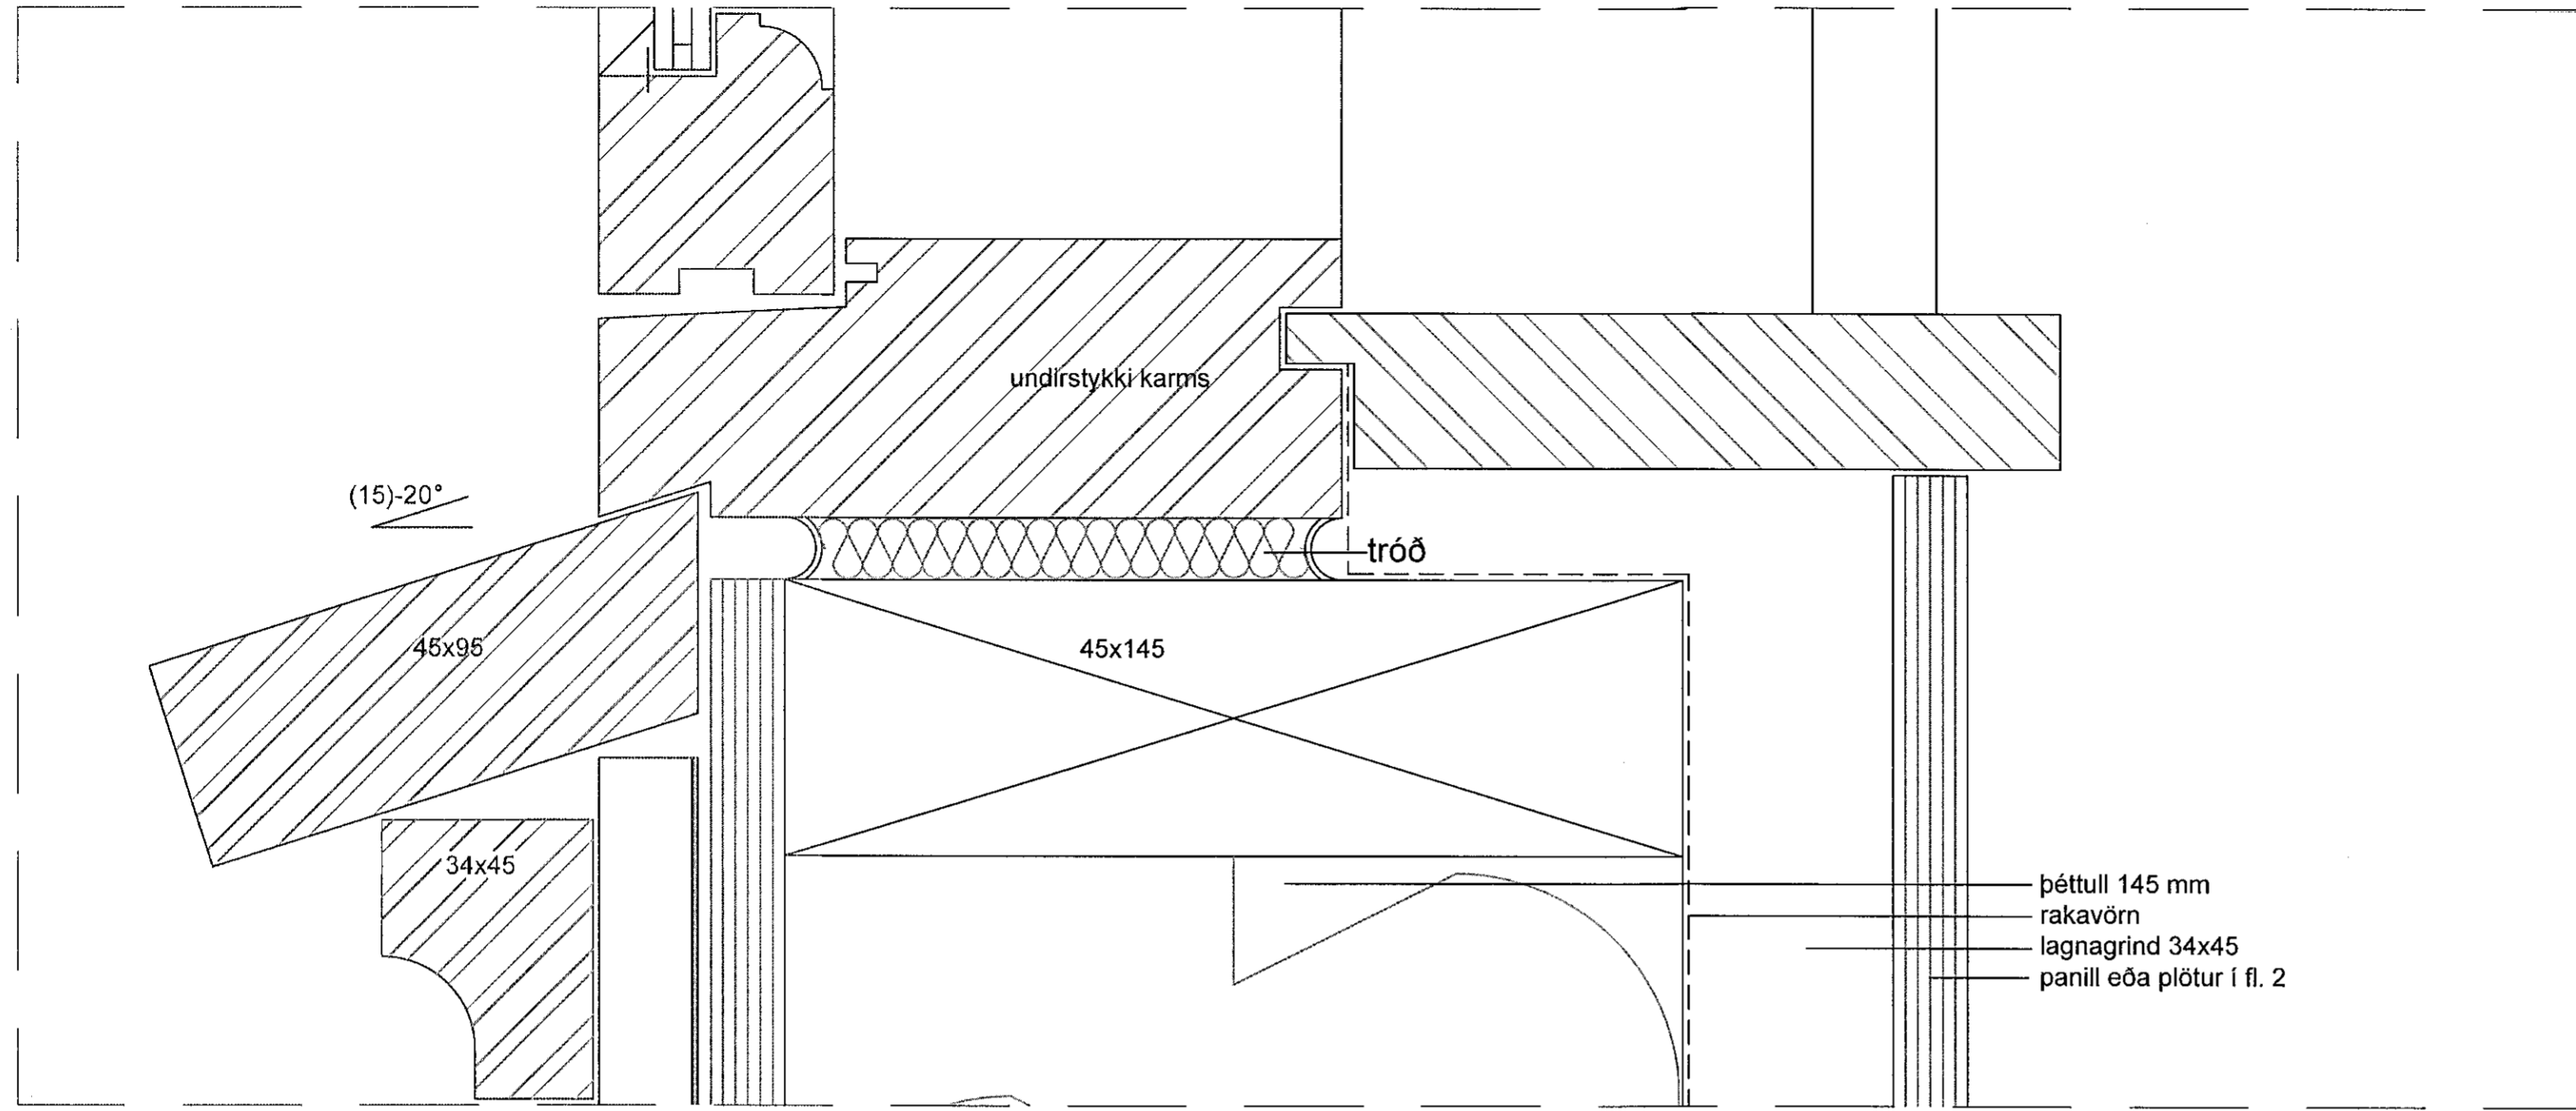 undirstykki karms
(15)-20°
tróð
45x95
45x145
34x45
þéttull 145 mm
rakavörn
lagnagrind 34x45
panill eða plötur í fl. 2